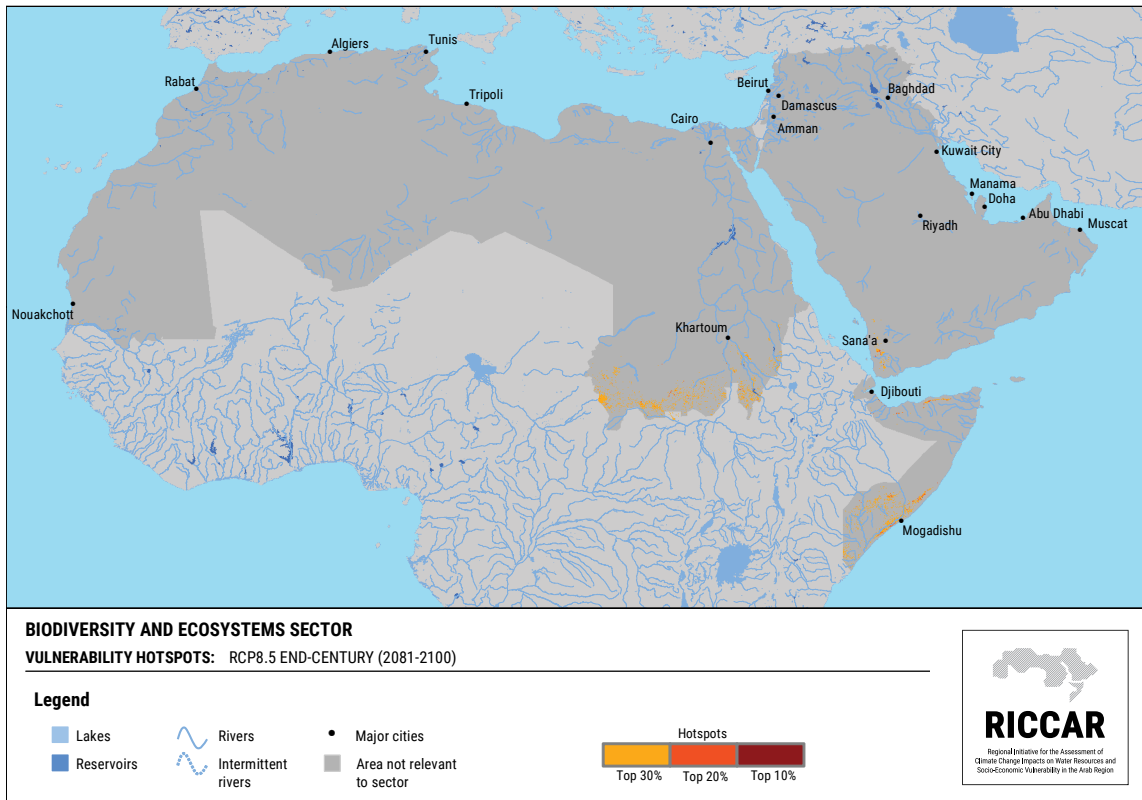 Algiers
Tunis
Rabat
Tripoli
Beirut
Baghdad
Damascus
Cairo
Amman
Kuwait City
Manama
Doha
Riyadh
Abu Dhabi
Muscat
Nouakchott
Khartoum
Sana'a
Djibouti
Mogadishu
BIODIVERSITY AND ECOSYSTEMS SECTOR
VULNERABILITY HOTSPOTS: RCP8.5 END-CENTURY (2081-2100)
Legend
Lakes
Rivers
Major cities
Reservoirs
Intermittent
rivers
Area not relevant
to sector
Hotspots
Top 30%
Top 20%
Top 10%
RICCAR
Regional Initiative for the Assessment of
Climate Change Impacts on Water Resources and
Socio-Economic Vulnerability in the Arab Region